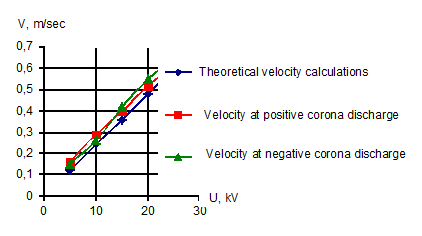 V, m/sec
0,7
0,6
0,5
0,4
0,3
0,2
0,1
0
Theoretical velocity calculations
Velocity at positive corona discharge
Velocity at negative corona discharge
0 10 20 30 U, kV